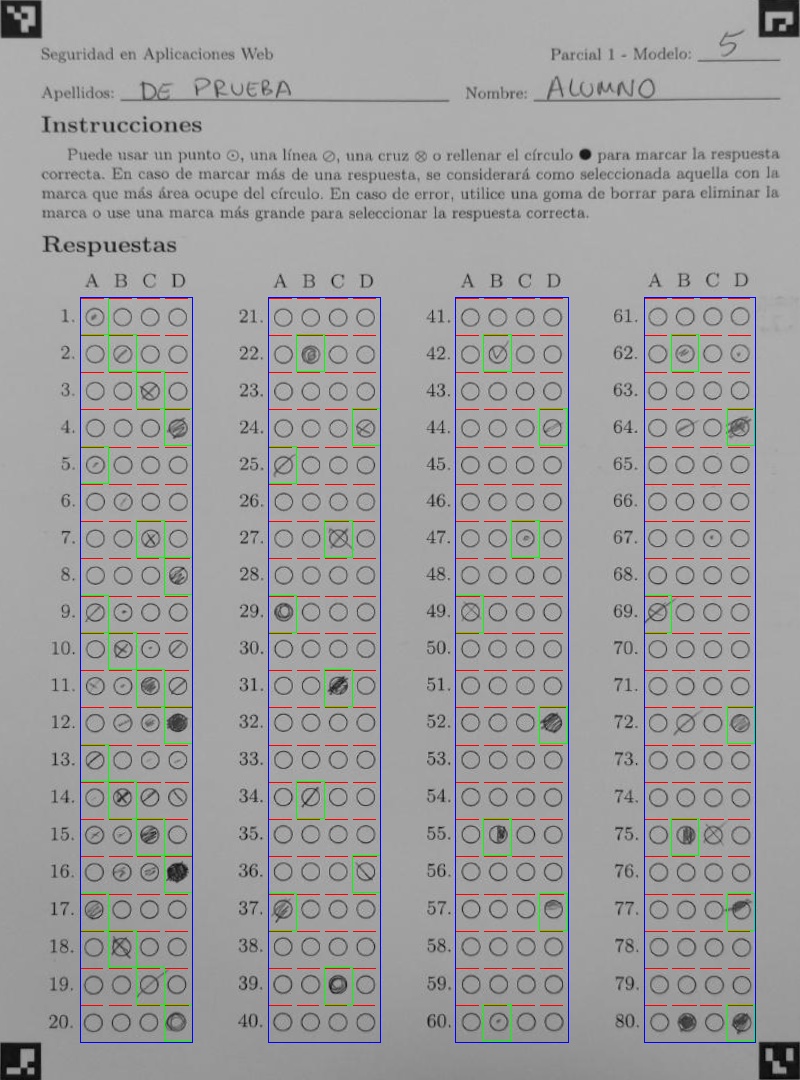 Seguridad en Aplicaciones Web Parcial 1 - Modelo: 5
Apellidos: DE PRUEBA Nombre: ALUMNO
Instrucciones
Puede usar un punto ⊙, una línea ⊘, una cruz ⊗ o rellenar el círculo ● para marcar la respuesta
correcta. En caso de marcar más de una respuesta, se considerará como seleccionada aquella con la
marca que más área ocupe del círculo. En caso de error, utilice una goma de borrar para eliminar la
marca o use una marca más grande para seleccionar la respuesta correcta.
Respuestas
A B C D A B C D A B C D A B C D
1. 21. 41. 61.
2. 22. 42. 62.
3. 23. 43. 63.
4. 24. 44. 64.
5. 25. 45. 65.
6. 26. 46. 66.
7. 27. 47. 67.
8. 28. 48. 68.
9. 29. 49. 69.
10. 30. 50. 70.
11. 31. 51. 71.
12. 32. 52. 72.
13. 33. 53. 73.
14. 34. 54. 74.
15. 35. 55. 75.
16. 36. 56. 76.
17. 37. 57. 77.
18. 38. 58. 78.
19. 39. 59. 79.
20. 40. 60. 80.